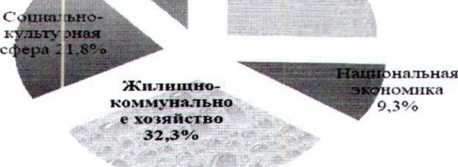 Социально-
культурная
сфера 21,8%
Национальная
экономика
9,3%
Жилищно-
коммунально
е хозяйство
32,3%